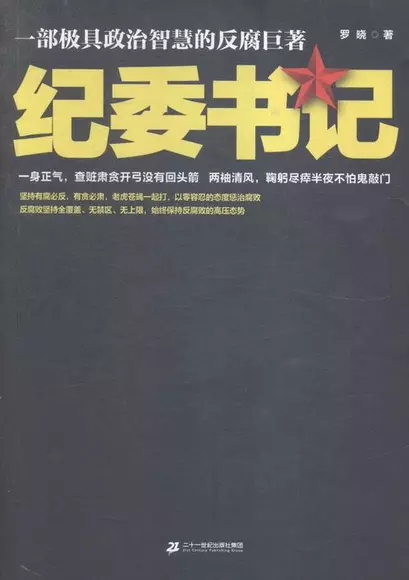 一部极具政治智慧的反腐巨著
罗晓 著
纪委书记
一身正气，查赃肃贪开弓没有回头箭 两袖清风，鞠躬尽瘁半夜不怕鬼敲门
坚持有腐必反，有贪必肃，老虎苍蝇一起打，以零容忍的态度惩治腐败
反腐败坚持全覆盖、无禁区、无上限，始终保持反腐败的高压态势
21 二十一世纪出版社集团
21st Century Publishing Group